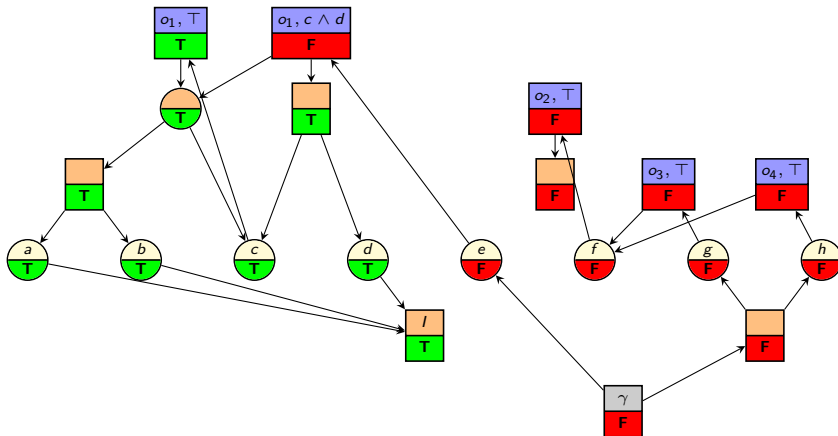 o₁, ⊤
T
o₁, c ∧ d
F
T
T
o₂, ⊤
F
T
F
o₃, ⊤
F
o₄, ⊤
F
a
T
b
T
c
T
d
T
e
F
f
F
g
F
h
F
I
T
F
γ
F